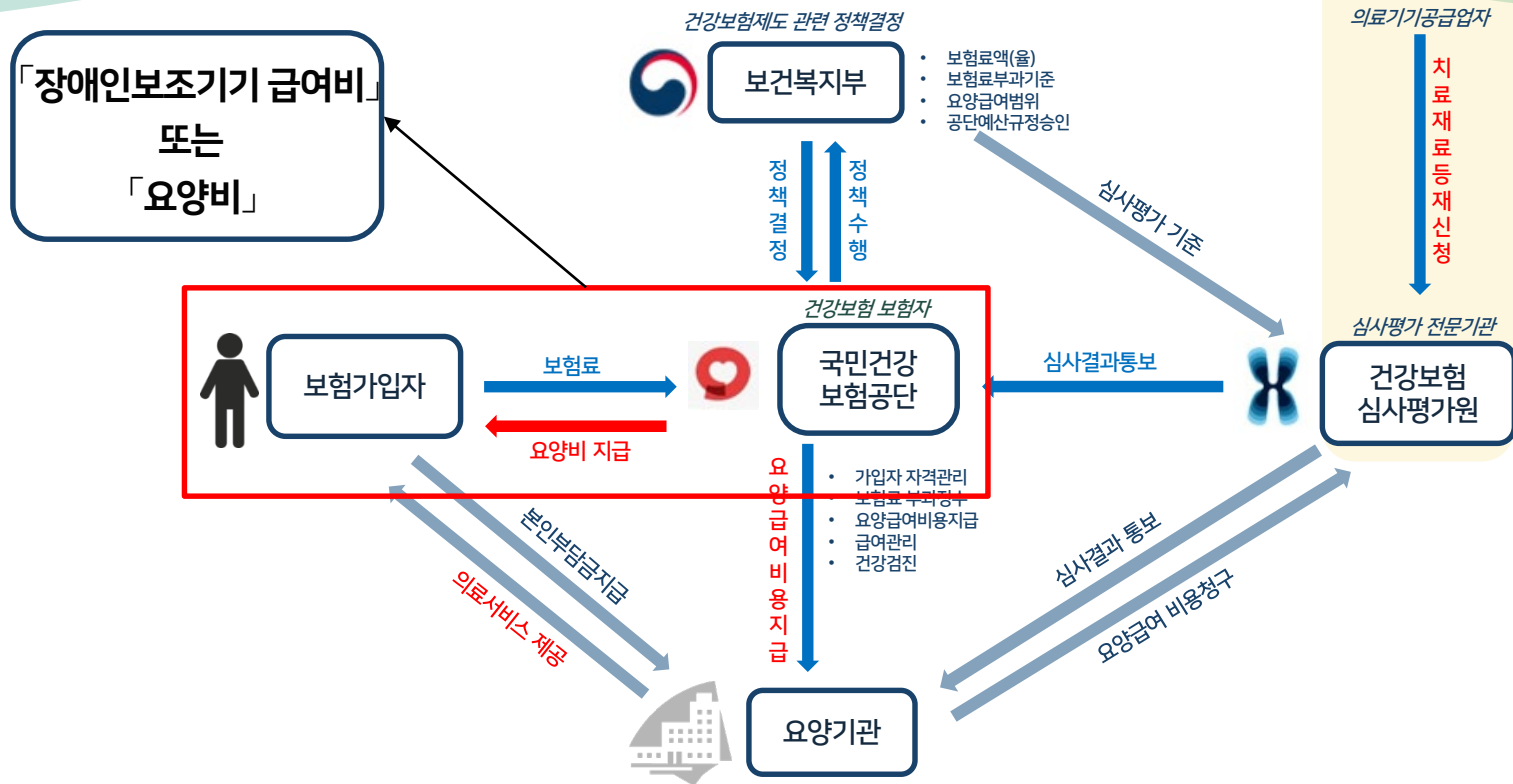 건강보험제도 관련 정책결정
보건복지부
• 보험료액(율)
• 보험료부과기준
• 요양급여범위
• 공단예산규정승인
의료기기공급업자
치료재료등재신청
「장애인보조기기 급여비」
또는
「요양비」
정책결정
정책수행
심사평가 기준
건강보험 보험자
심사평가 전문기관
보험가입자
보험료
요양비 지급
국민건강
보험공단
심사결과통보
건강보험
심사평가원
요양급여비용지급
• 가입자 자격관리
• 보험료 부과징수
• 요양급여비용지급
• 급여관리
• 건강검진
본인부담금지급
의료서비스 제공
심사결과 통보
요양급여 비용청구
요양기관